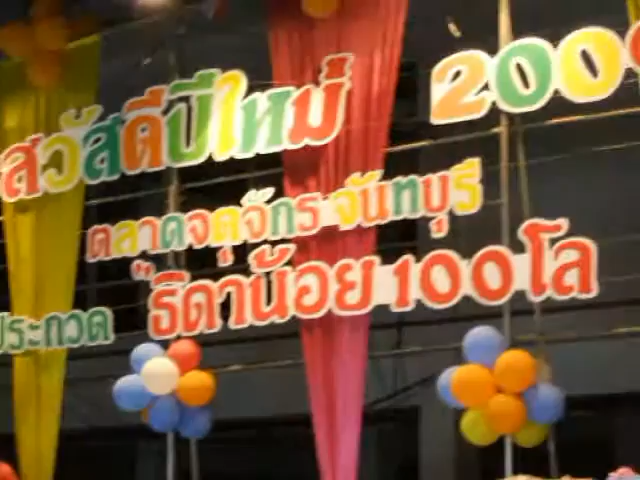 สวัสดีปีใหม่ 200
ตลาดจตุจักร จันทบุรี
ประกวด "ธิดาน้อย 100 โล